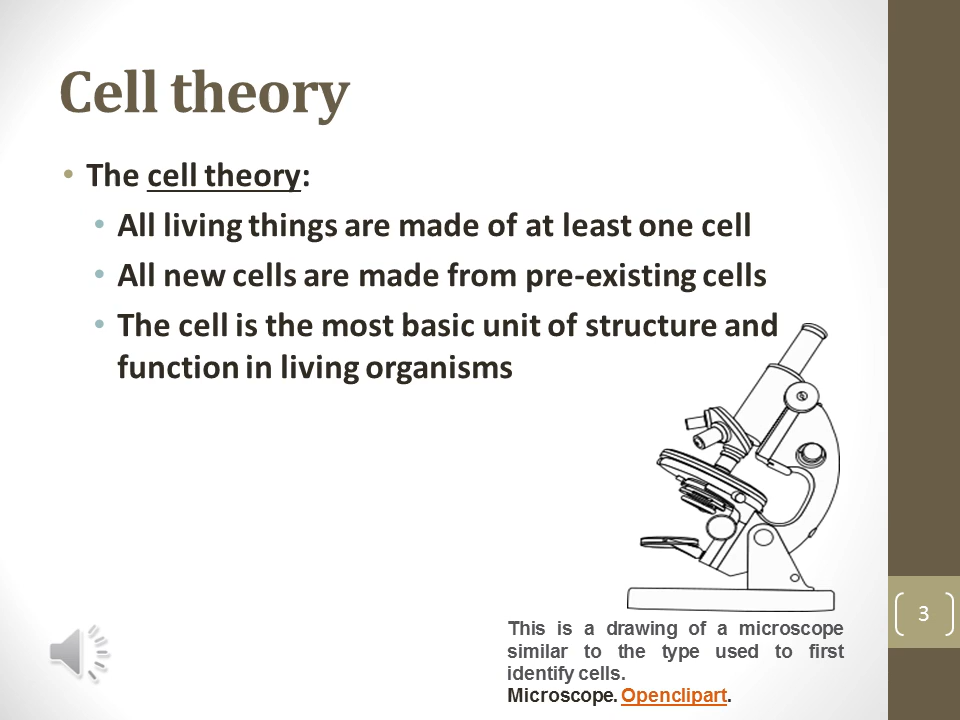 Cell theory
• The cell theory:
• All living things are made of at least one cell
• All new cells are made from pre-existing cells
• The cell is the most basic unit of structure and
function in living organisms
3
This is a drawing of a microscope
similar to the type used to first
identify cells.
Microscope. Openclipart.